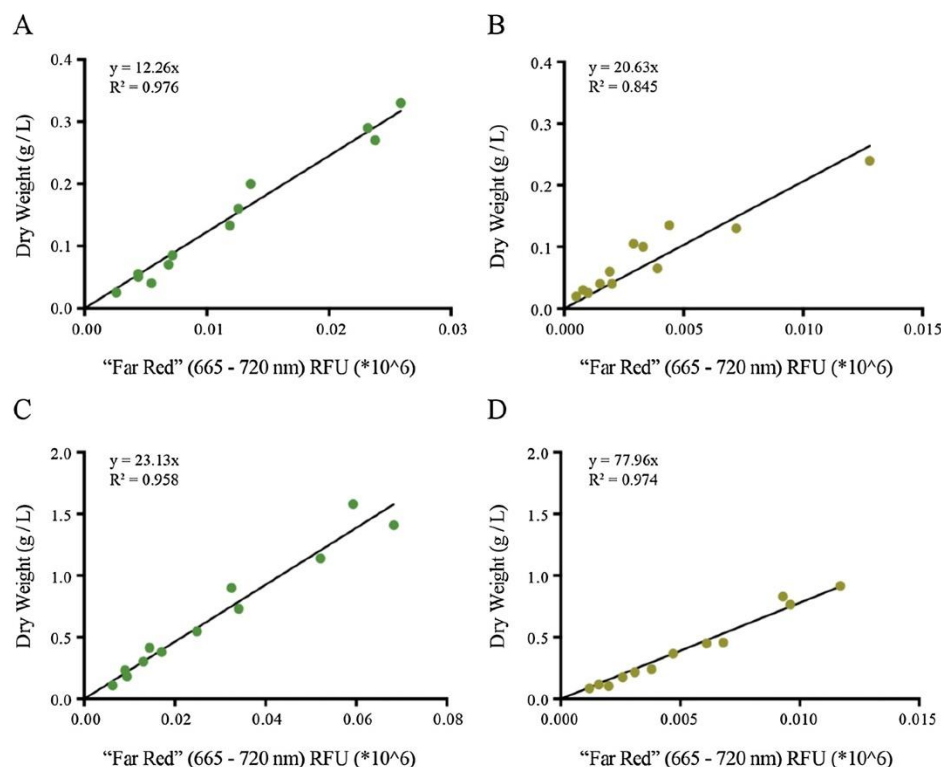 A
y = 12.26x
R² = 0.976
Dry Weight (g / L)
0.4
0.3
0.2
0.1
0.0
0.00
0.01
0.02
0.03
“Far Red” (665 - 720 nm) RFU (*10^6)
B
y = 20.63x
R² = 0.845
Dry Weight (g / L)
0.4
0.3
0.2
0.1
0.0
0.000
0.005
0.010
0.015
“Far Red” (665 - 720 nm) RFU (*10^6)
C
y = 23.13x
R² = 0.958
Dry Weight (g / L)
2.0
1.5
1.0
0.5
0.0
0.00
0.02
0.04
0.06
0.08
“Far Red” (665 - 720 nm) RFU (*10^6)
D
y = 77.96x
R² = 0.974
Dry Weight (g / L)
2.0
1.5
1.0
0.5
0.0
0.000
0.005
0.010
0.015
“Far Red” (665 - 720 nm) RFU (*10^6)